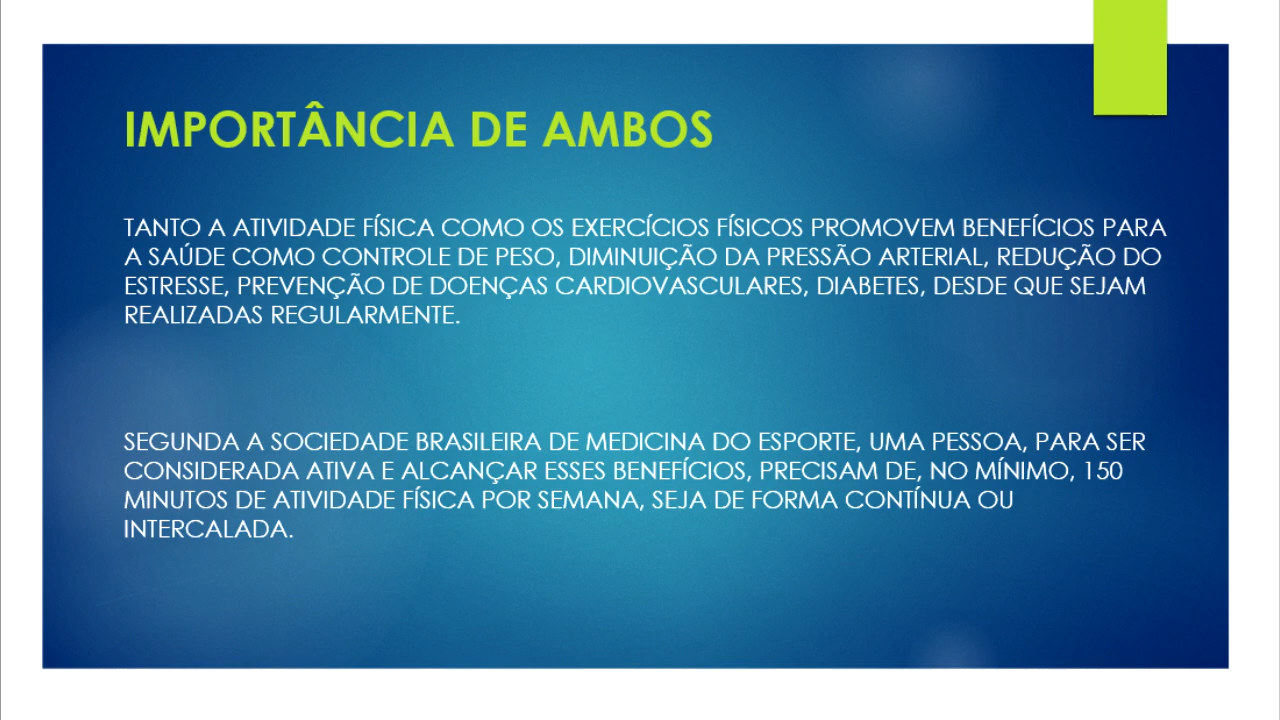 IMPORTÂNCIA DE AMBOS
TANTO A ATIVIDADE FÍSICA COMO OS EXERCÍCIOS FÍSICOS PROMOVEM BENEFÍCIOS PARA
A SAÚDE COMO CONTROLE DE PESO, DIMINUIÇÃO DA PRESSÃO ARTERIAL, REDUÇÃO DO
ESTRESSE, PREVENÇÃO DE DOENÇAS CARDIOVASCULARES, DIABETES, DESDE QUE SEJAM
REALIZADAS REGULARMENTE.
SEGUNDA A SOCIEDADE BRASILEIRA DE MEDICINA DO ESPORTE, UMA PESSOA, PARA SER
CONSIDERADA ATIVA E ALCANÇAR ESSES BENEFÍCIOS, PRECISAM DE, NO MÍNIMO, 150
MINUTOS DE ATIVIDADE FÍSICA POR SEMANA, SEJA DE FORMA CONTÍNUA OU
INTERCALADA.